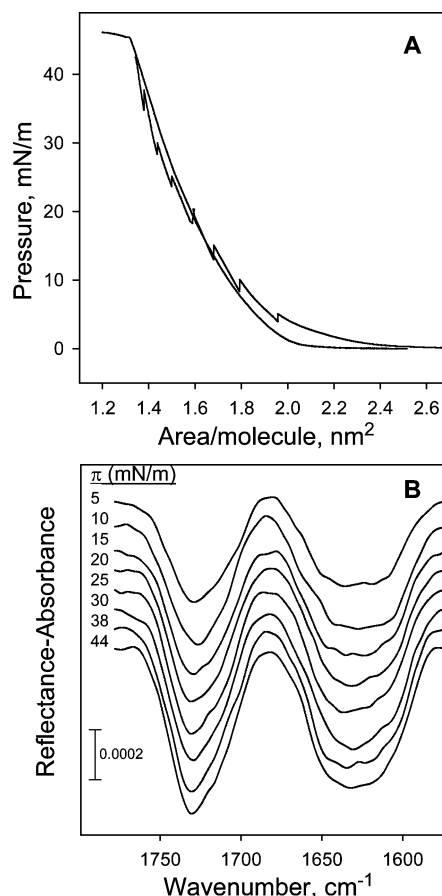 A
Pressure, mN/m
40
30
20
10
0
1.2 1.4 1.6 1.8 2.0 2.2 2.4 2.6
Area/molecule, nm²
B
π (mN/m)
5
10
15
20
25
30
38
44
Reflectance-Absorbance
0.0002
1750 1700 1650 1600
Wavenumber, cm⁻¹